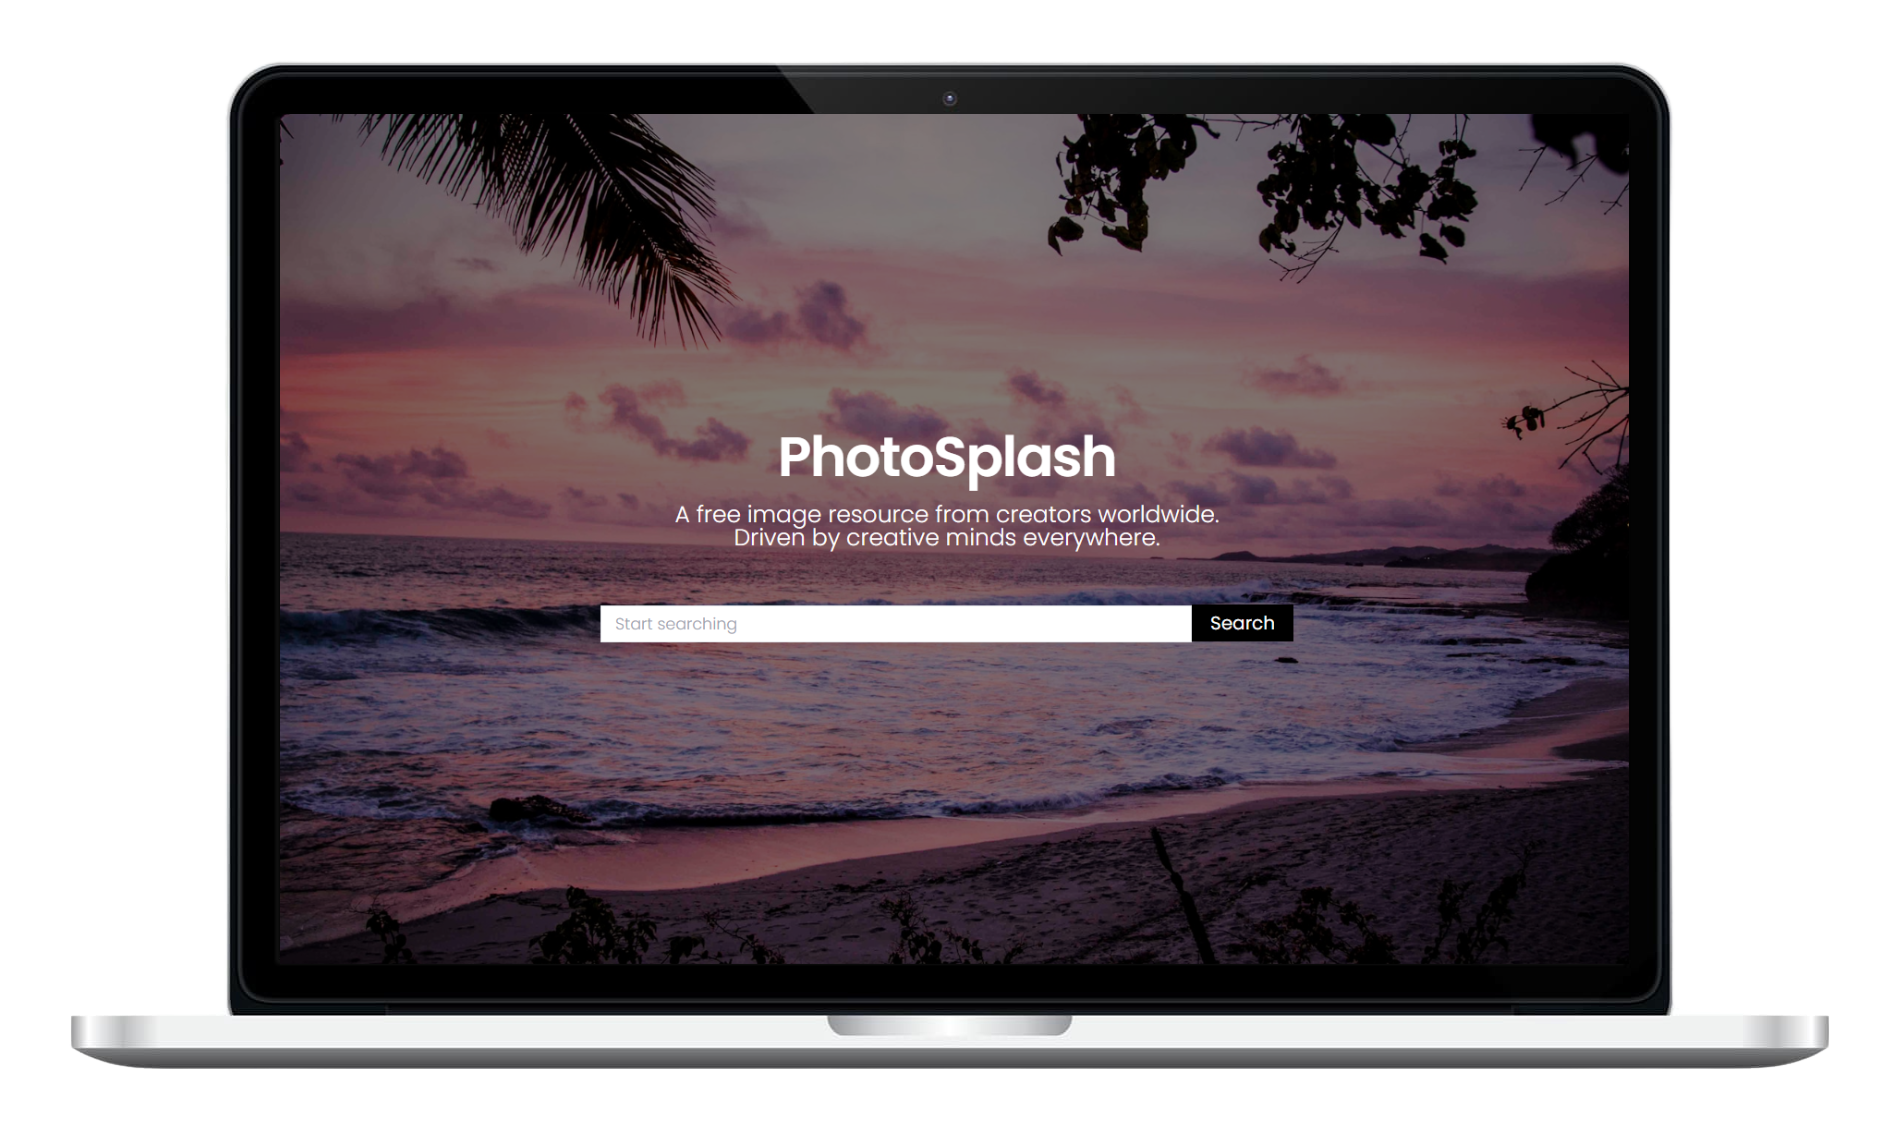 PhotoSplash
A free image resource from creators worldwide.
Driven by creative minds everywhere.
Start searching
Search